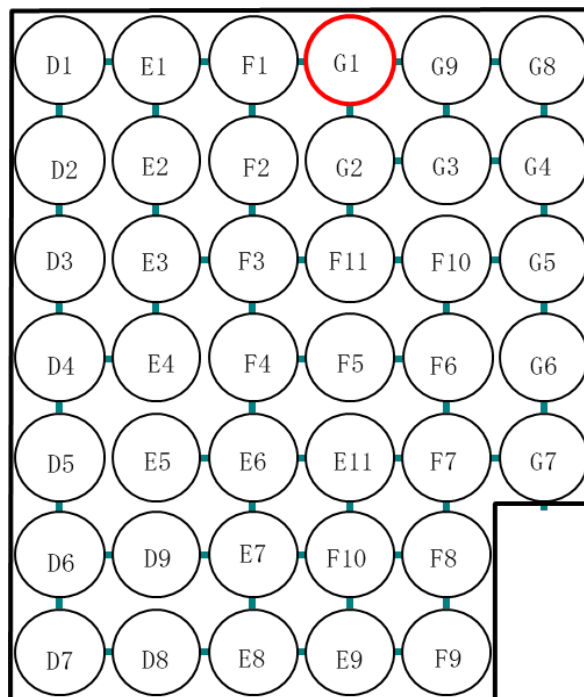 D1 E1 F1 G1 G9 G8
D2 E2 F2 G2 G3 G4
D3 E3 F3 F11 F10 G5
D4 E4 F4 F5 F6 G6
D5 E5 E6 E11 F7 G7
D6 D9 E7 F10 F8
D7 D8 E8 E9 F9